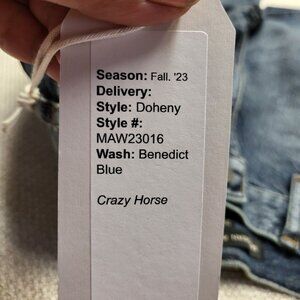 Season: Fall. '23
Delivery:
Style: Doheny
Style #:
MAW23016
Wash: Benedict
Blue
Crazy Horse